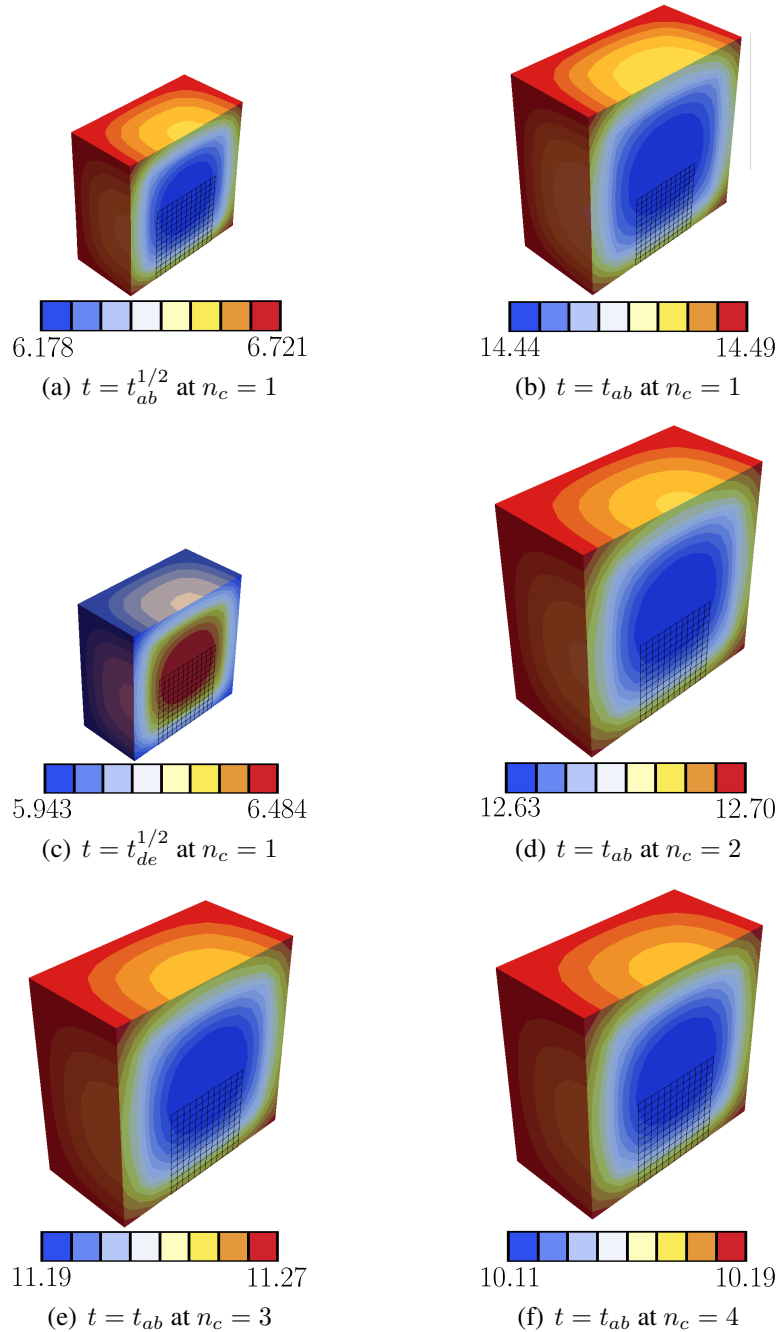 6.178 6.721
14.44 14.49
(a) $t = t_{ab}^{1/2}$ at $n_c = 1$
(b) $t = t_{ab}$ at $n_c = 1$
5.943 6.484
12.63 12.70
(c) $t = t_{de}^{1/2}$ at $n_c = 1$
(d) $t = t_{ab}$ at $n_c = 2$
11.19 11.27
10.11 10.19
(e) $t = t_{ab}$ at $n_c = 3$
(f) $t = t_{ab}$ at $n_c = 4$